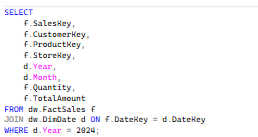 SELECT
    f.SalesKey,
    f.CustomerKey,
    f.ProductKey,
    f.StoreKey,
    d.Year,
    d.Month,
    f.Quantity,
    f.TotalAmount
FROM dw.FactSales f
JOIN dw.DimDate d ON f.DateKey = d.DateKey
WHERE d.Year = 2024;